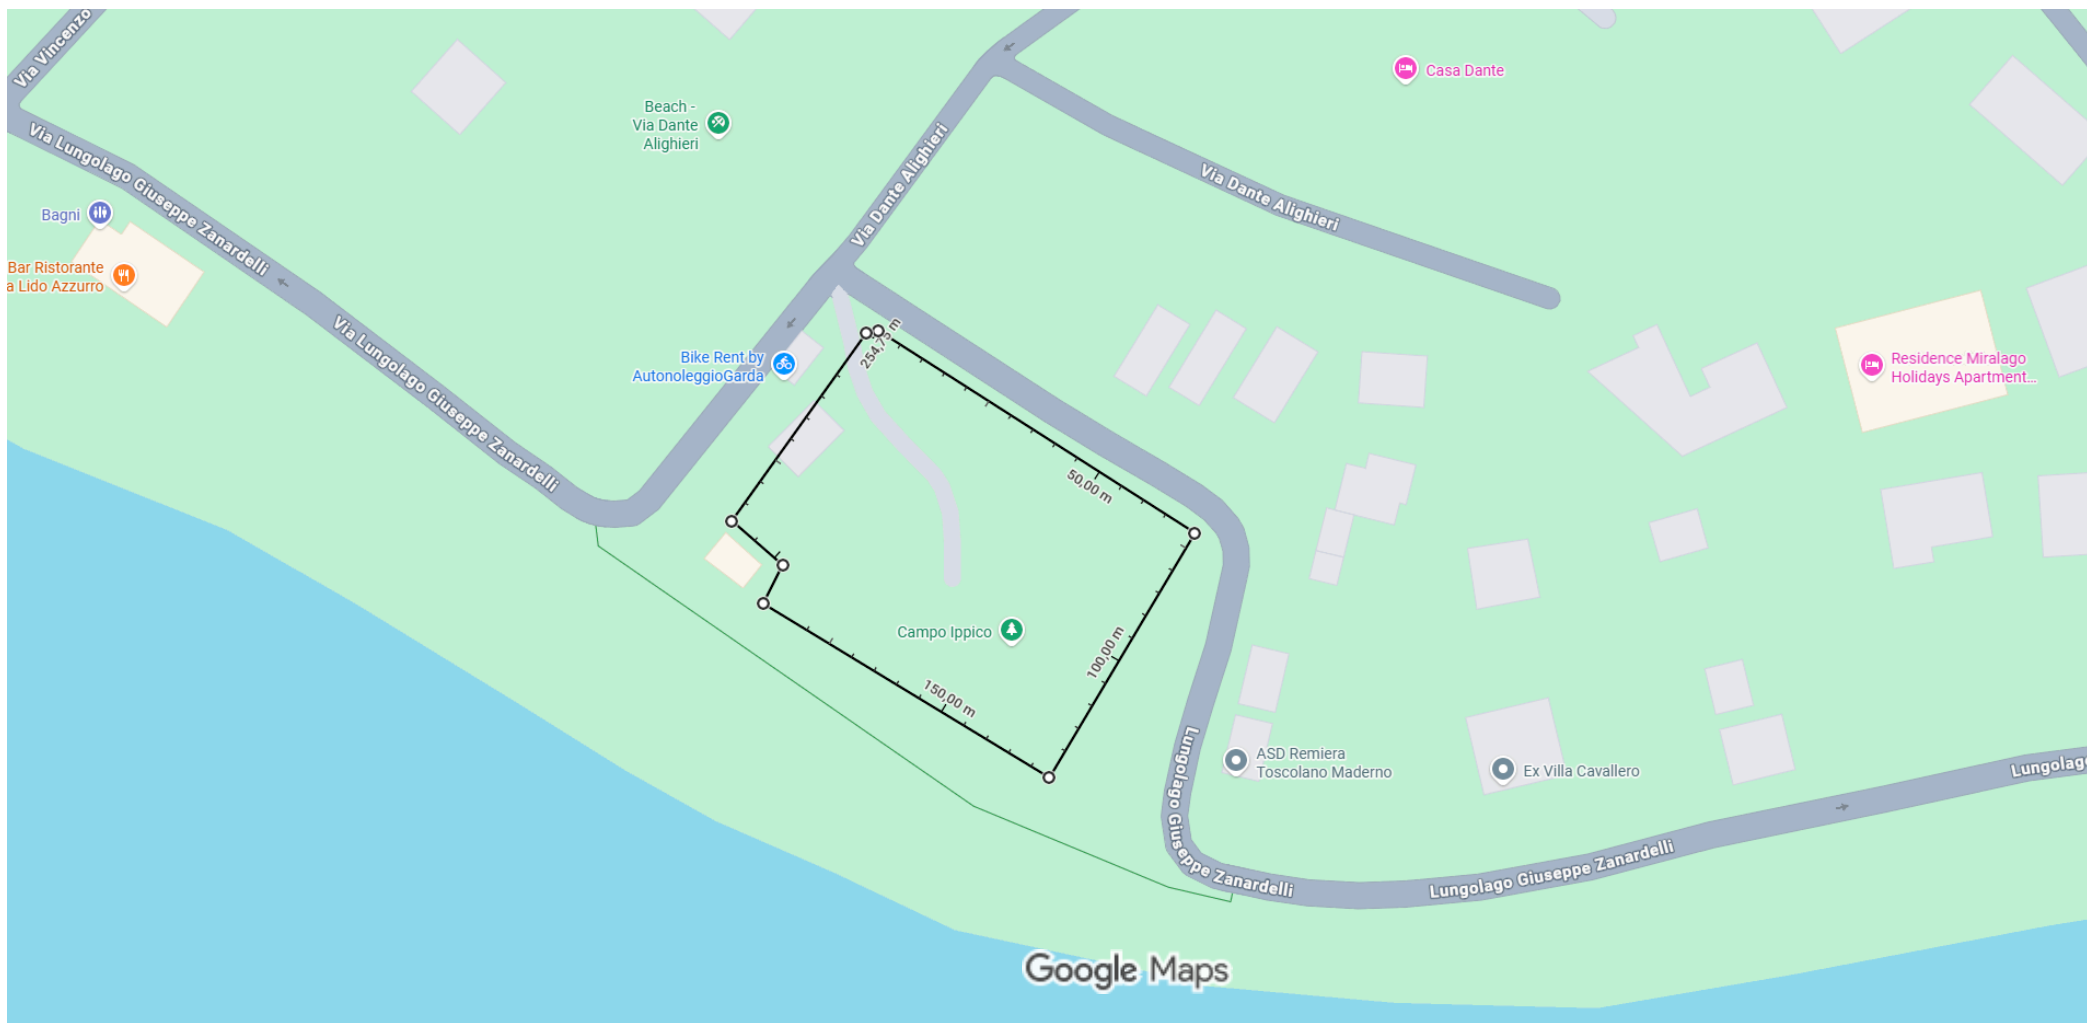 Via Vincenzo
Casa Dante
Beach -
Via Dante
Alighieri
Via Dante Alighieri
Via Dante Alighieri
Via Lungolago Giuseppe Zanardelli
Bagni
Bar Ristorante
a Lido Azzurro
Via Lungolago Giuseppe Zanardelli
254,75 m
Bike Rent by
AutonoleggioGarda
Residence Miralago
Holidays Apartment...
50,00 m
Campo Ippico
100,00 m
150,00 m
ASD Remiera
Toscolano Maderno
Ex Villa Cavallero
Lungolago
Lungolago Giuseppe Zanardelli
Lungolago Giuseppe Zanardelli
Google Maps